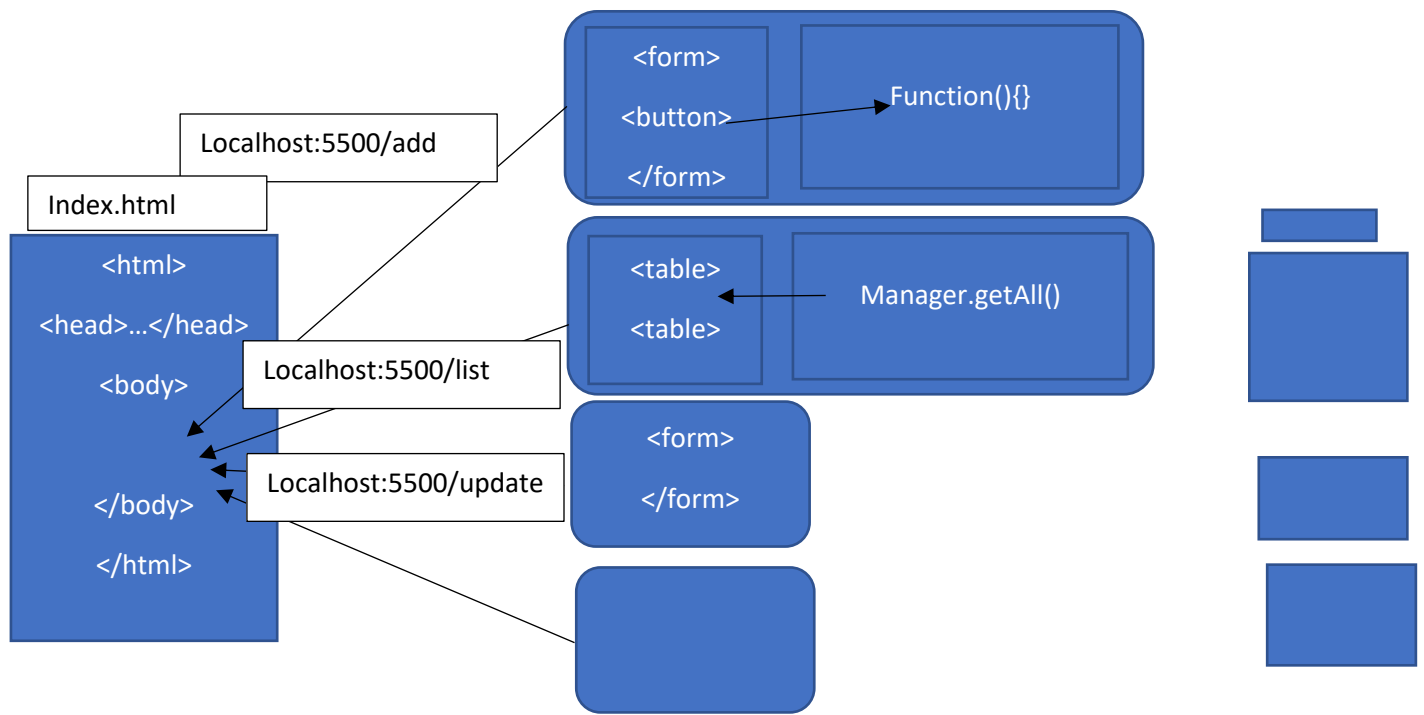 <form>
<button>
</form>
Function(){}
Localhost:5500/add
Index.html
<html>
<head>...</head>
<body>
</body>
</html>
<table>
<table>
Manager.getAll()
Localhost:5500/list
<form>
</form>
Localhost:5500/update